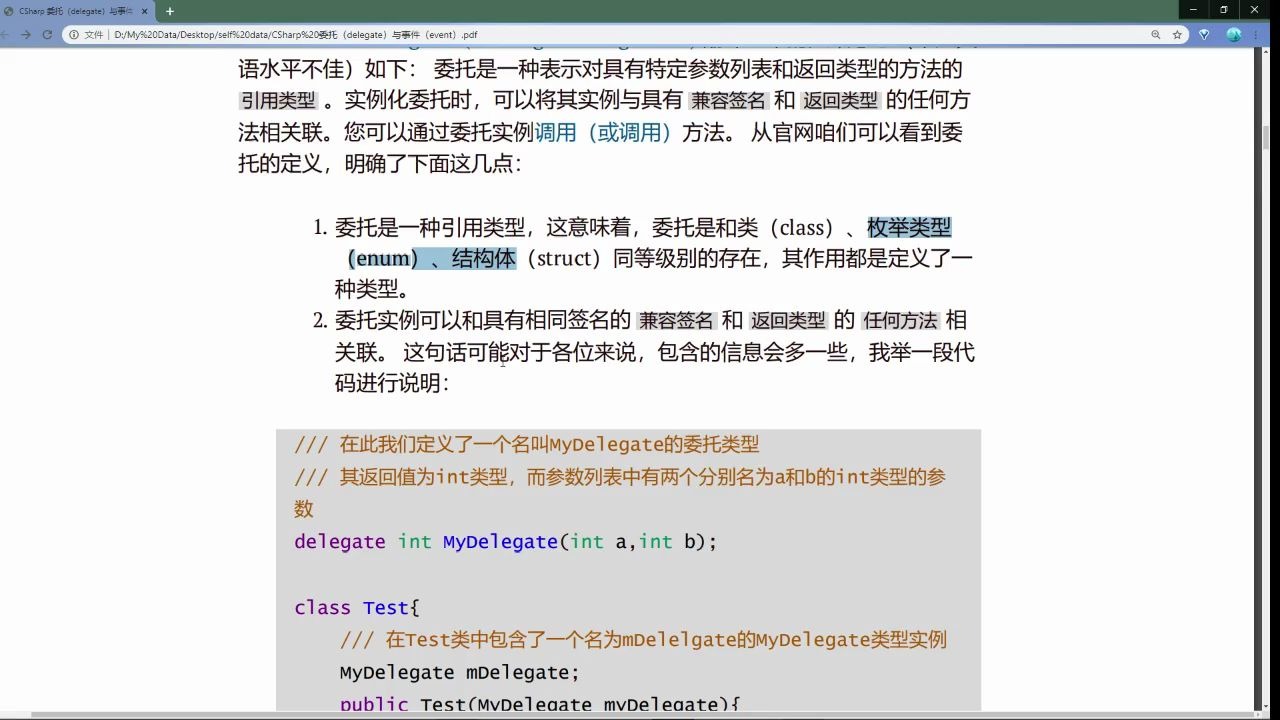 CSharp 委托（delegate）与事件
文件 D:/My%20Data/Desktop/self%20data/CSharp%20委托（delegate）与事件（event）.pdf
语水平不佳）如下： 委托是一种表示对具有特定参数列表和返回类型的方法的
引用类型 。实例化委托时，可以将其实例与具有 兼容签名 和 返回类型 的任何方
法相关联。您可以通过委托实例调用（或调用）方法。 从官网咱们可以看到委
托的定义，明确了下面这几点：
1. 委托是一种引用类型，这意味着，委托是和类（class）、枚举类型
（enum）、结构体（struct）同等级别的存在，其作用都是定义了一
种类型。
2. 委托实例可以和具有相同签名的 兼容签名 和 返回类型 的 任何方法 相
关联。 这句话可能对于各位来说，包含的信息会多一些，我举一段代
码进行说明：
/// 在此我们定义了一个名叫MyDelegate的委托类型
/// 其返回值为int类型，而参数列表中有两个分别名为a和b的int类型的参
数
delegate int MyDelegate(int a,int b);
class Test{
/// 在Test类中包含了一个名为mDelelgate的MyDelegate类型实例
MyDelegate mDelegate;
public Test(MyDelegate myDelegate){